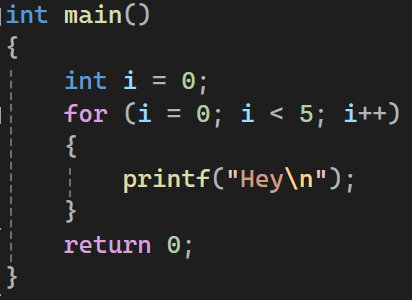 int main()
{
    int i = 0;
    for (i = 0; i < 5; i++)
    {
        printf("Hey\n");
    }
    return 0;
}